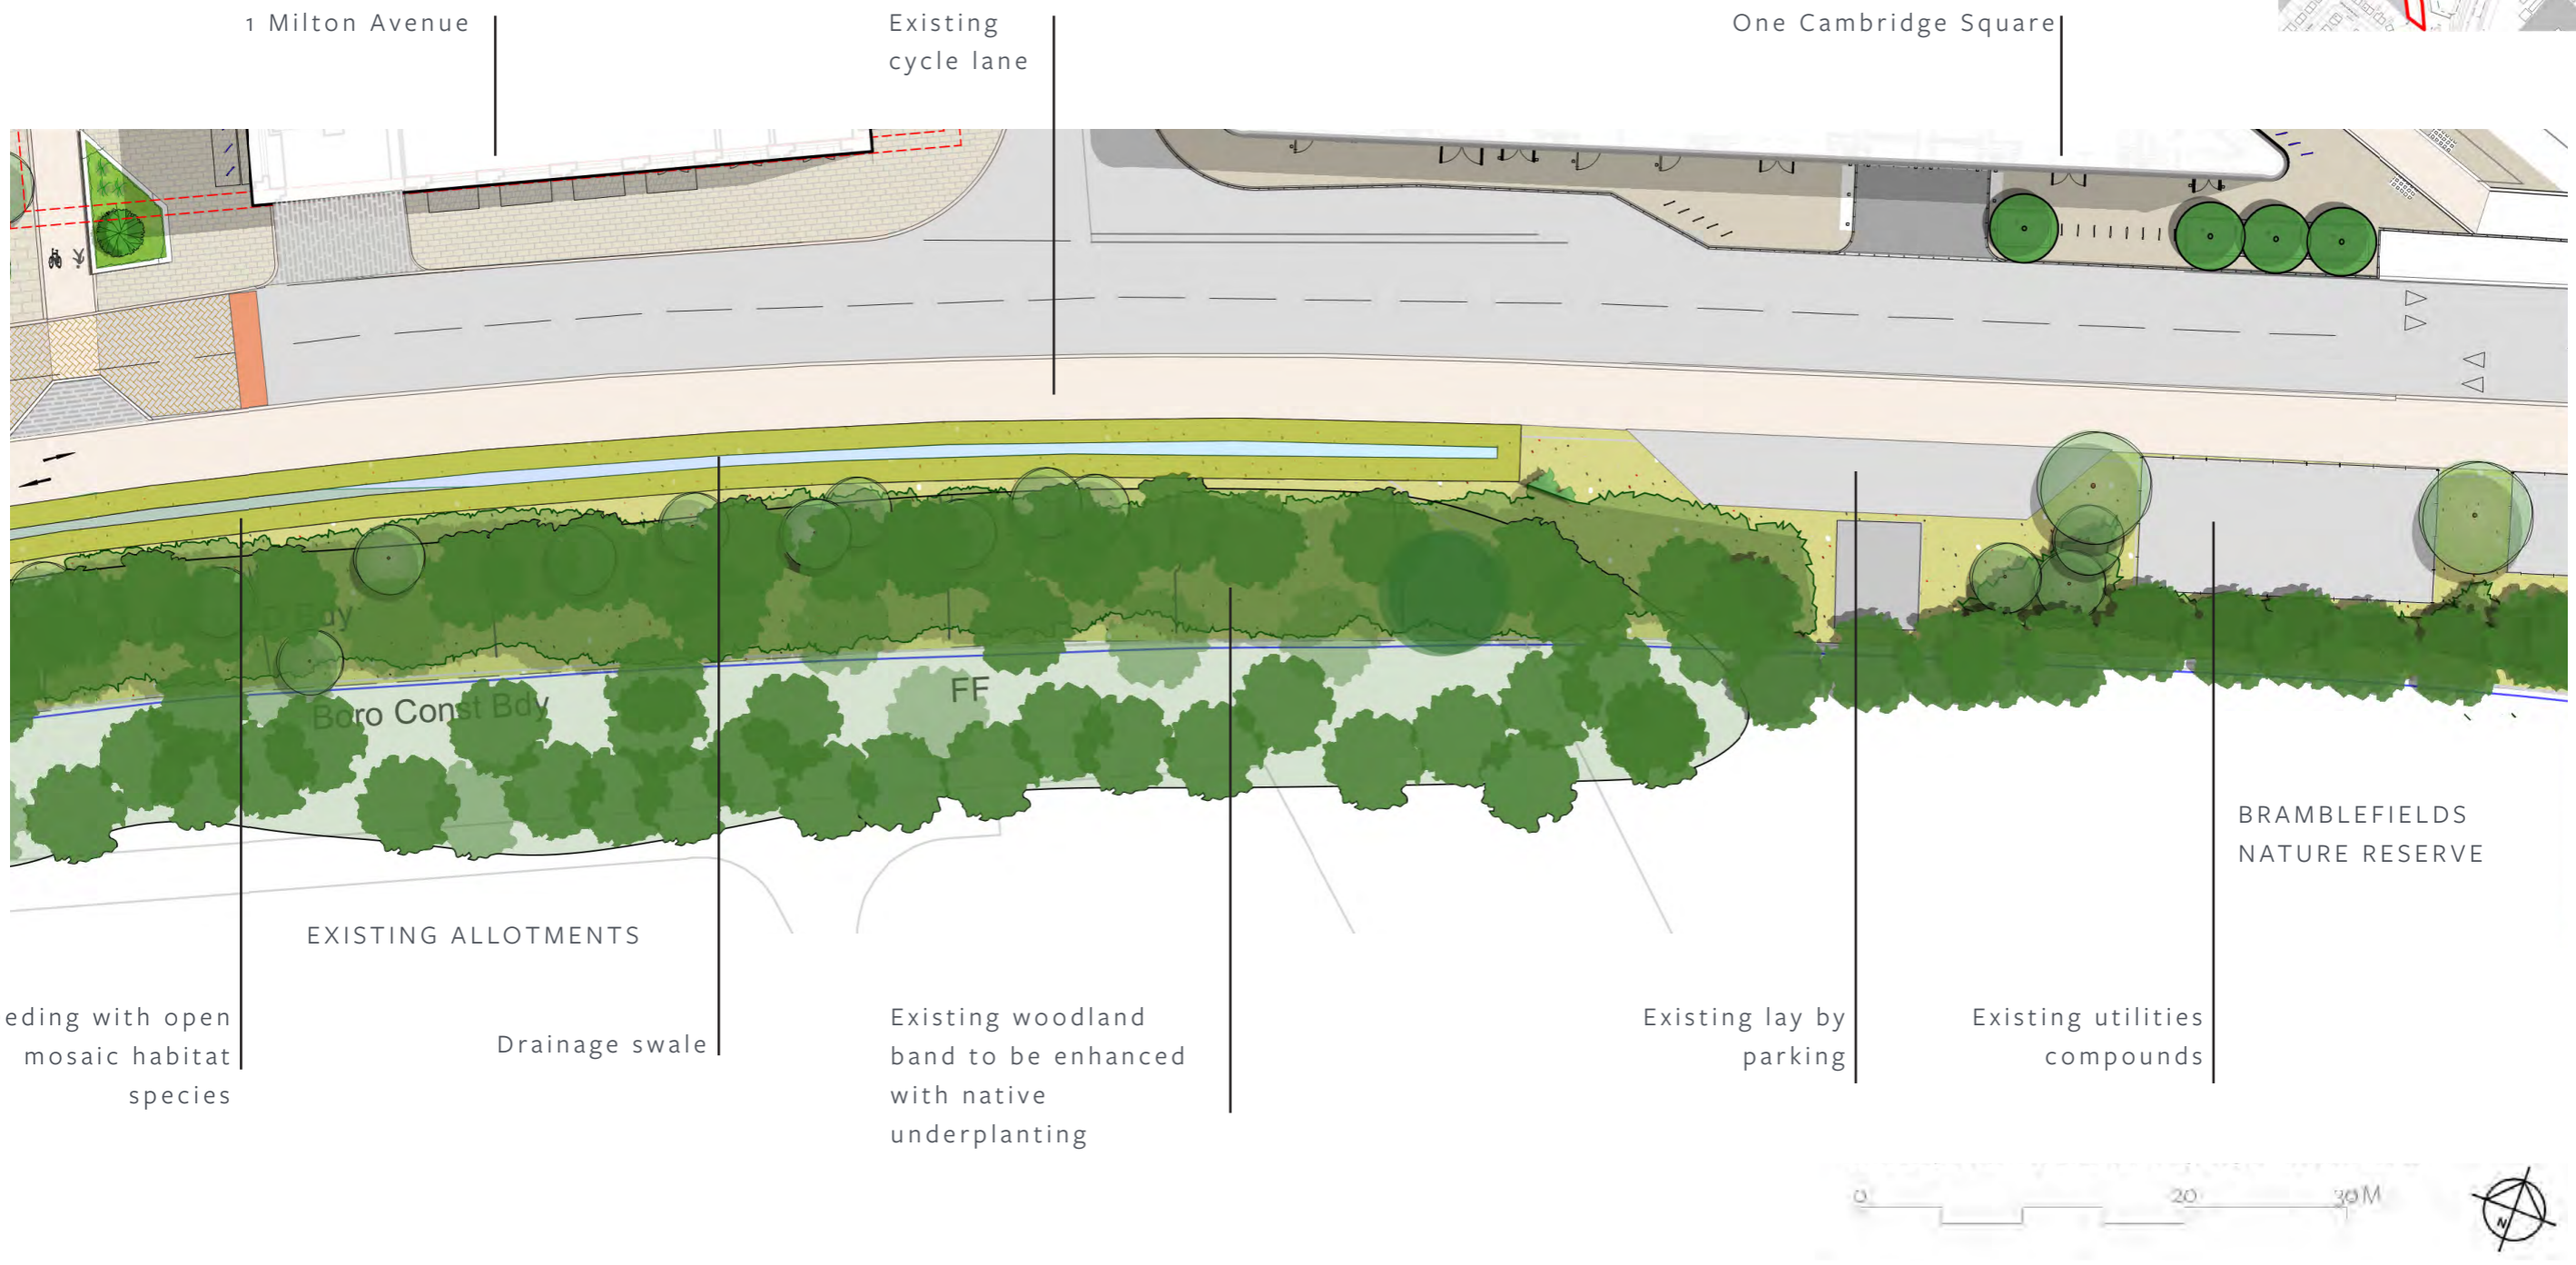 1 Milton Avenue
Existing
cycle lane
One Cambridge Square
Bdy
Boro Const Bdy
FF
BRAMBLEFIELDS
NATURE RESERVE
EXISTING ALLOTMENTS
eding with open
mosaic habitat
species
Drainage swale
Existing woodland
band to be enhanced
with native
underplanting
Existing lay by
parking
Existing utilities
compounds
0 20 30M
N